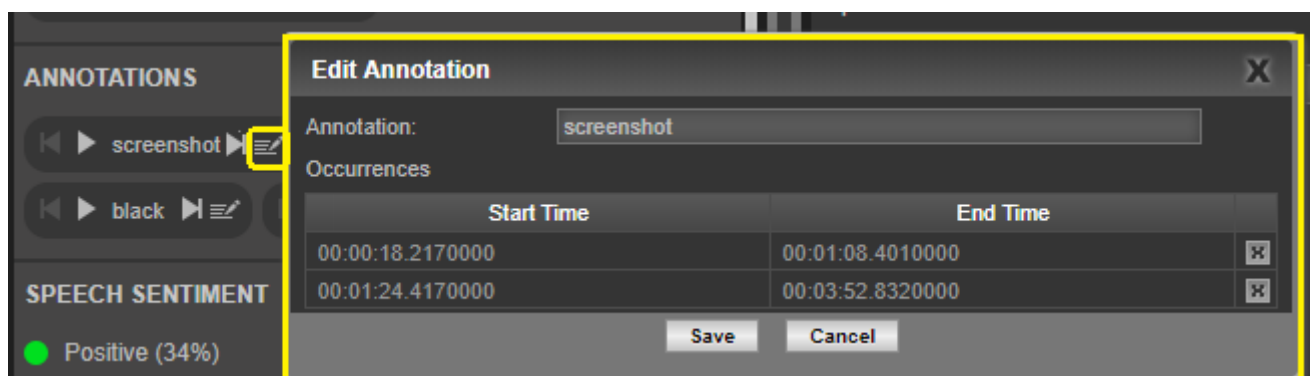 ANNOTATIONS
screenshot
black
SPEECH SENTIMENT
Positive (34%)
Edit Annotation
X
Annotation: screenshot
Occurrences
Start Time End Time
00:00:18.2170000 00:01:08.4010000
00:01:24.4170000 00:03:52.8320000
Save Cancel